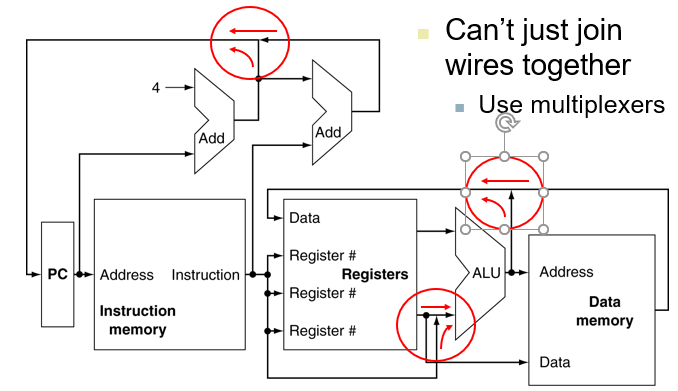 Can't just join
wires together
Use multiplexers
4
Add
Add
PC
Address
Instruction
Instruction
memory
Data
Register #
Register #
Registers
Register #
ALU
Address
Data
memory
Data